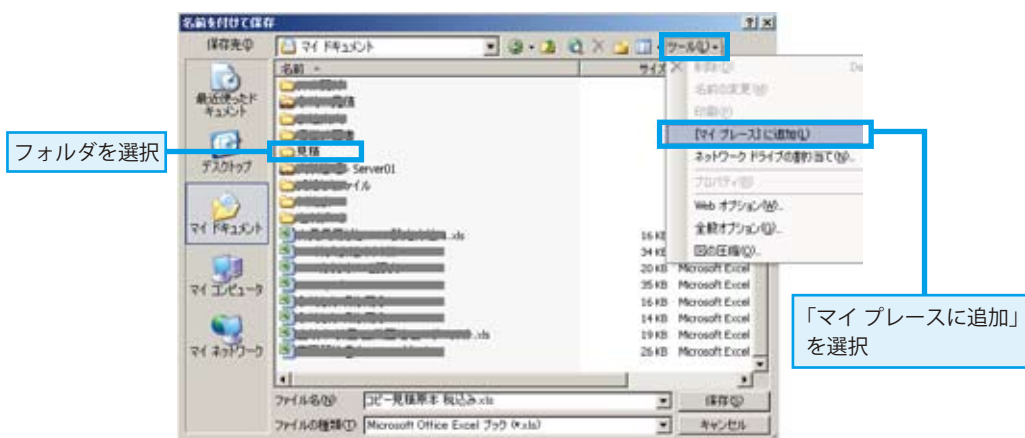 名前を付けて保存
保存先(I) マイ ドキュメント ツール(L)
名前 サイズ
削除(D) De
名前の変更(M)
印刷(P)
[マイ プレース] に追加(L)
ネットワーク ドライブの割り当て(N)...
プロパティ(R)
Web オプション(W)...
全般オプション(G)...
図の圧縮(C)...
最近使ったド
キュメント
デスクトップ
マイ ドキュメント
マイ コンピュータ
マイ ネットワーク
フォルダを選択
見積
Server01
.xls
16 KB
34 KB
20 KB Microsoft Excel
35 KB Microsoft Excel
16 KB Microsoft Excel
14 KB Microsoft Excel
.xls 19 KB Microsoft Excel
26 KB Microsoft Excel
「マイ プレースに追加」
を選択
ファイル名(N) コピー見積原本 税込み.xls 保存(S)
ファイルの種類(T) Microsoft Office Excel ブック (*.xls) キャンセル